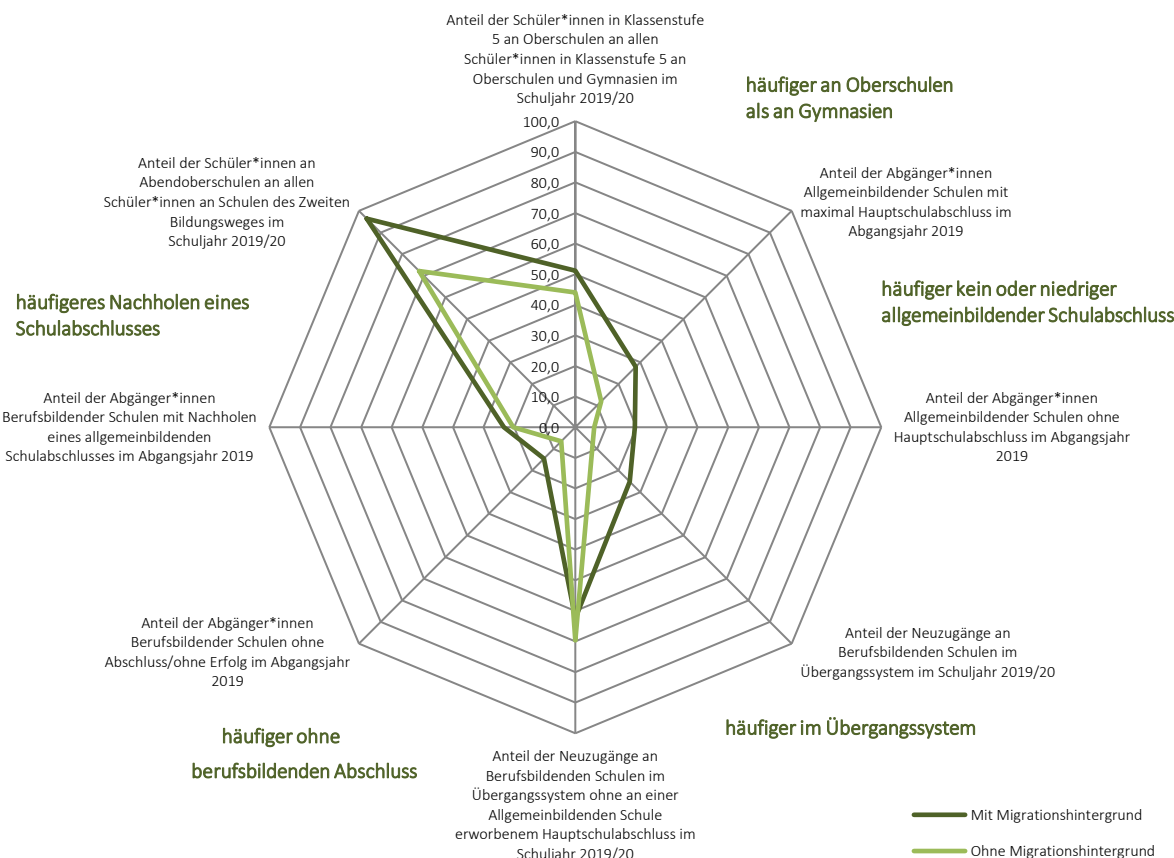 Anteil der Schüler*innen in Klassenstufe
5 an Oberschulen an allen
Schüler*innen in Klassenstufe 5 an
Oberschulen und Gymnasien im
Schuljahr 2019/20
häufiger an Oberschulen
als an Gymnasien
100,0
90,0
80,0
70,0
60,0
50,0
40,0
30,0
20,0
10,0
0,0
Anteil der Abgänger*innen
Allgemeinbildender Schulen mit
maximal Hauptschulabschluss im
Abgangsjahr 2019
häufiger kein oder niedriger
allgemeinbildender Schulabschluss
Anteil der Abgänger*innen
Allgemeinbildender Schulen ohne
Hauptschulabschluss im Abgangsjahr
2019
Anteil der Neuzugänge an
Berufsbildenden Schulen im
Übergangssystem im Schuljahr 2019/20
häufiger im Übergangssystem
Anteil der Neuzugänge an
Berufsbildenden Schulen im
Übergangssystem ohne an einer
Allgemeinbildenden Schule
erworbenem Hauptschulabschluss im
Schuljahr 2019/20
häufiger ohne
berufsbildenden Abschluss
Anteil der Abgänger*innen
Berufsbildender Schulen ohne
Abschluss/ohne Erfolg im Abgangsjahr
2019
Anteil der Abgänger*innen
Berufsbildender Schulen mit Nachholen
eines allgemeinbildenden
Schulabschlusses im Abgangsjahr 2019
häufigeres Nachholen eines
Schulabschlusses
Anteil der Schüler*innen an
Abendoberschulen an allen
Schüler*innen an Schulen des Zweiten
Bildungsweges im
Schuljahr 2019/20
Mit Migrationshintergrund
Ohne Migrationshintergrund